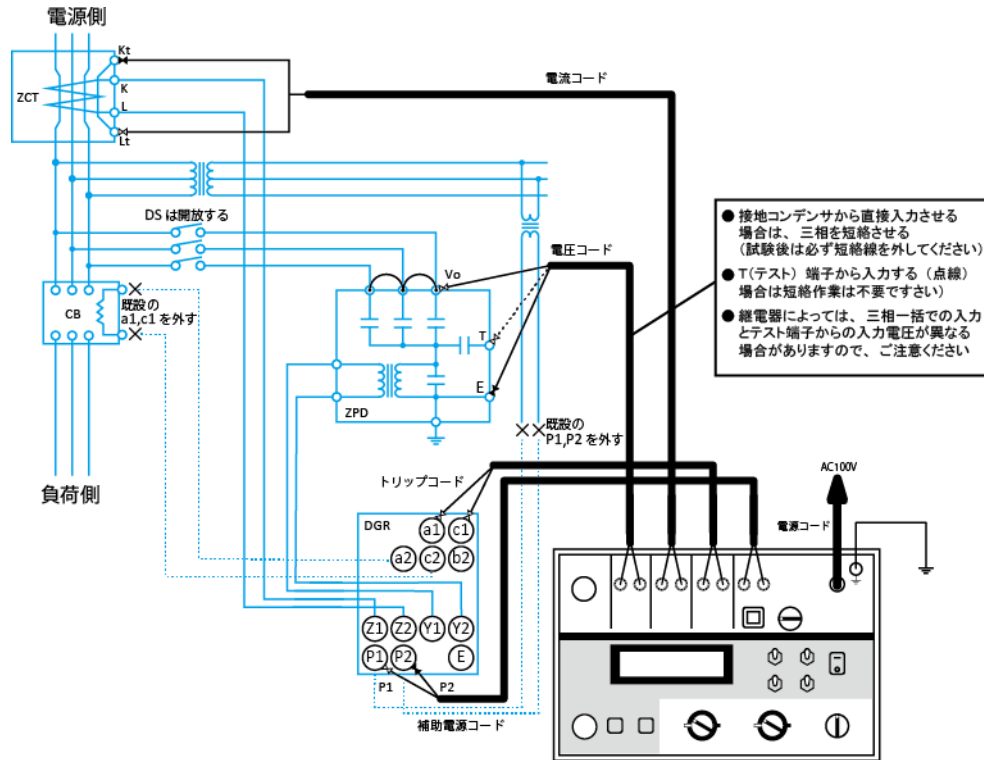 電源側
Kt
ZCT
K
L
Lt
電流コード
DSは開放する
電圧コード
Vo
CB
既設の
a1,c1を外す
T
E
ZPD
既設の
P1,P2を外す
● 接地コンデンサから直接入力させる
場合は、三相を短絡させる
(試験後は必ず短絡線を外してください)
● T(テスト) 端子から入力する (点線)
場合は短絡作業は不要ですさい)
● 継電器によっては、三相一括での入力
とテスト端子からの入力電圧が異なる
場合がありますので、ご注意ください
負荷側
トリップコード
AC100V
電源コード
DGR
a1 c1
a2 c2 b2
Z1 Z2 Y1 Y2
P1 P2 E
P1 P2
補助電源コード